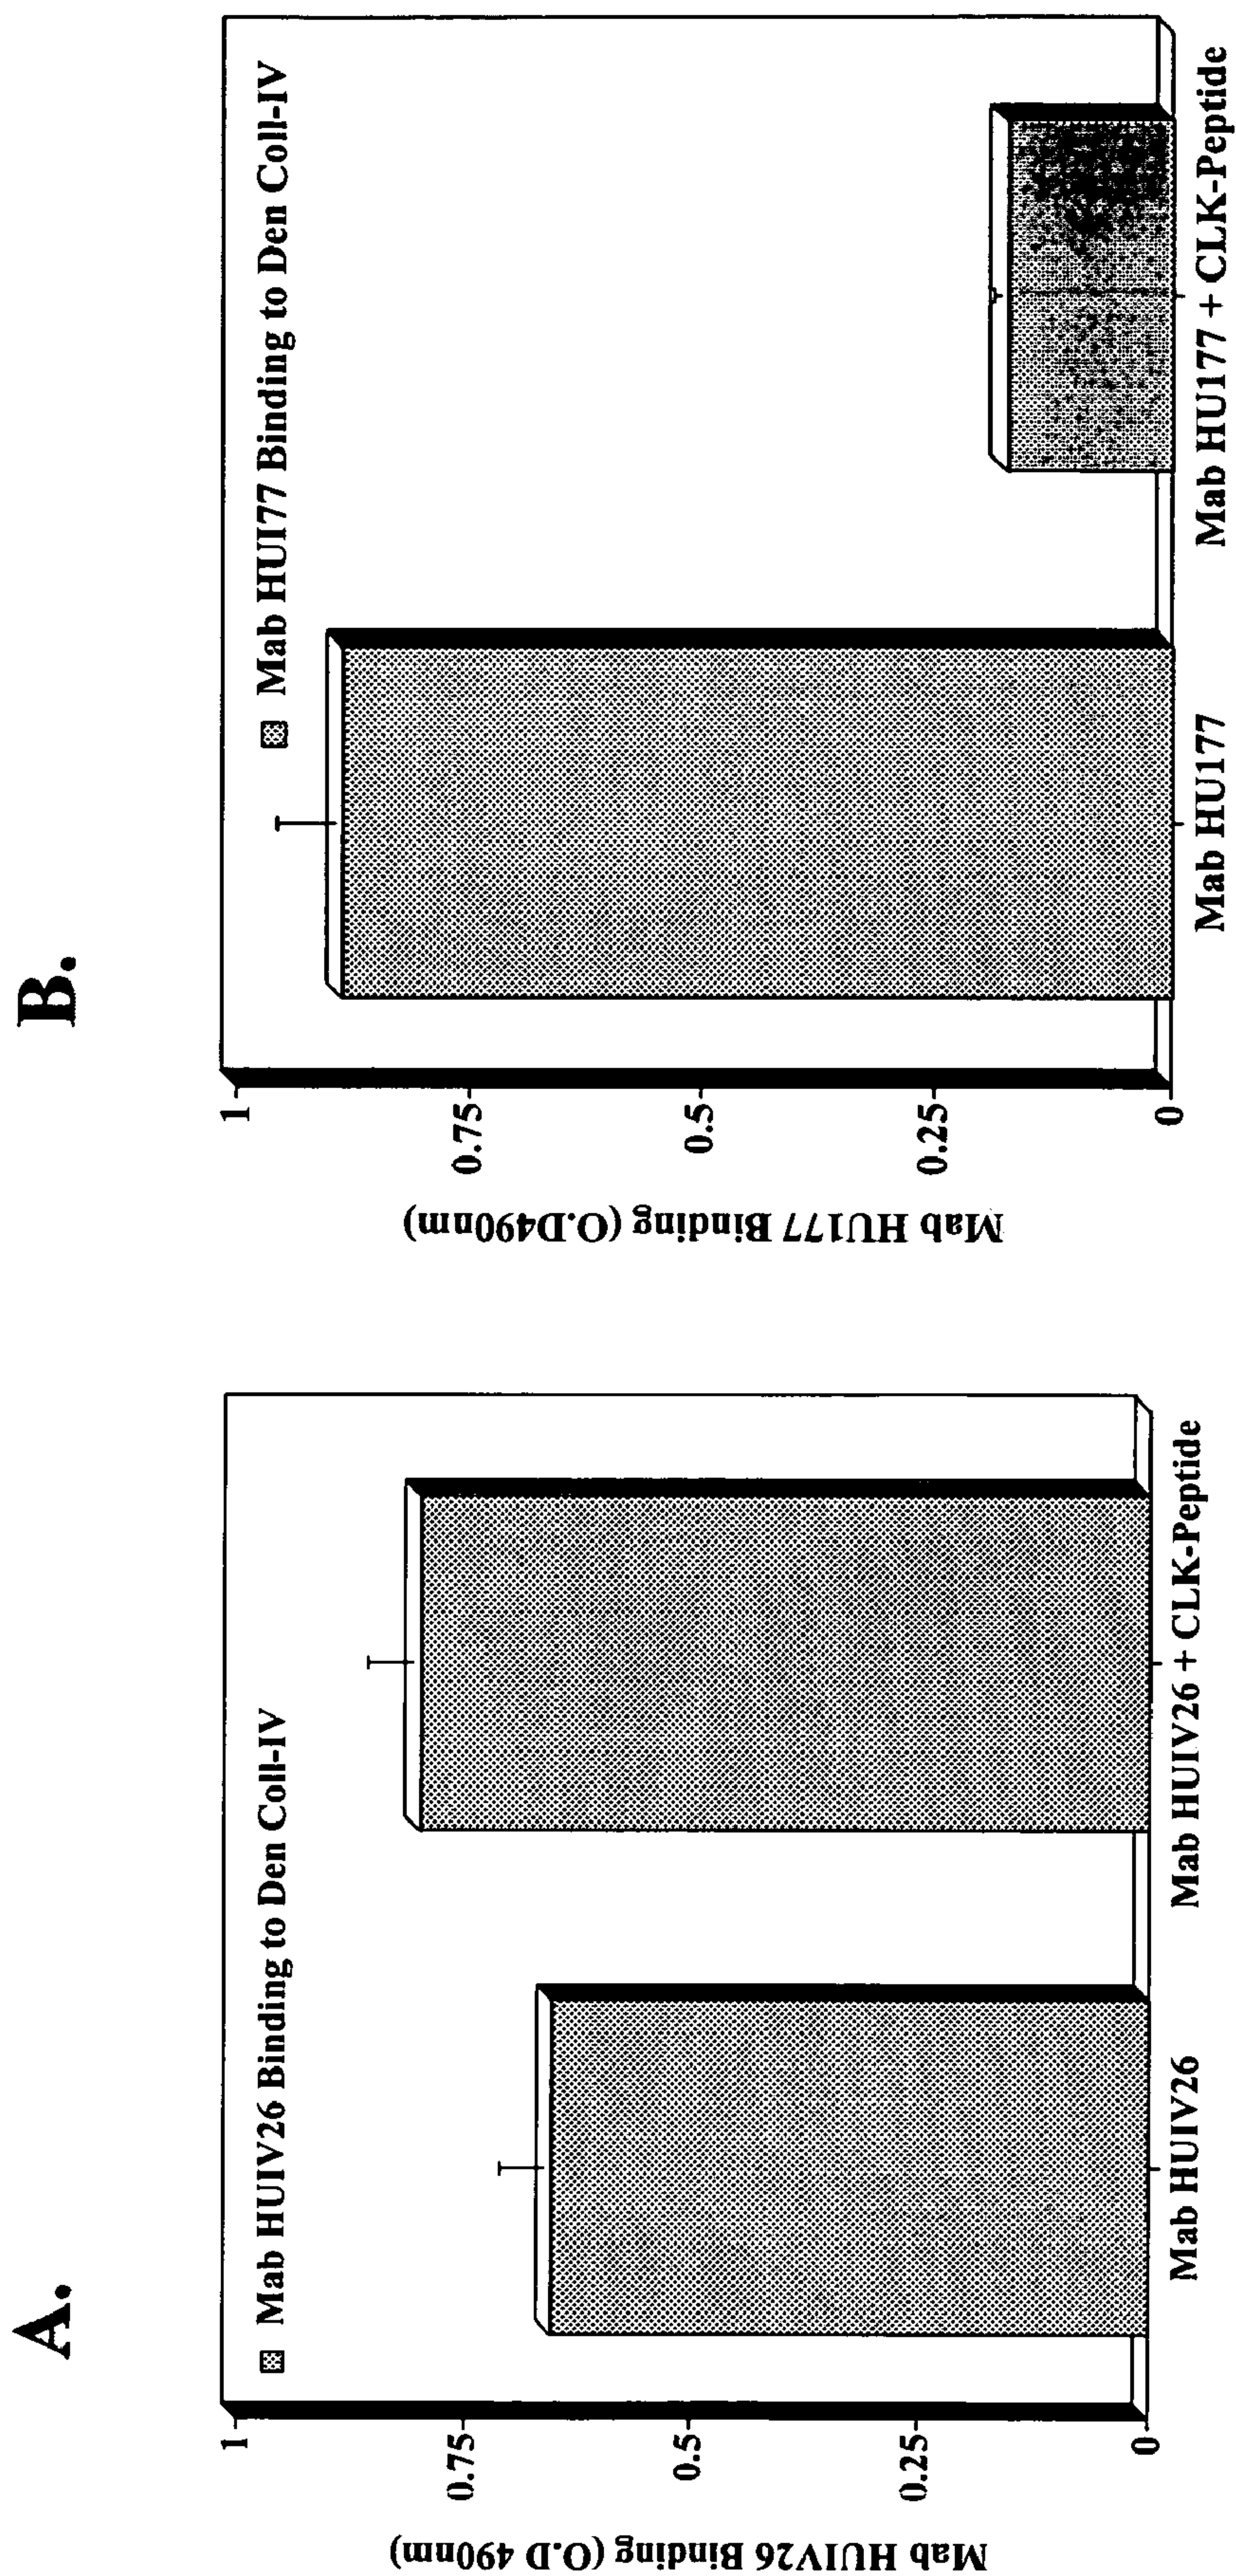 A.
Mab HUIV26 Binding to Den Coll-IV
1
0.75
0.5
0.25
0
Mab HUIV26 Binding (O.D 490nm)
Mab HUIV26
Mab HUIV26 + CLK-Peptide
B.
Mab HUI77 Binding to Den Coll-IV
1
0.75
0.5
0.25
0
Mab HU177 Binding (O.D490nm)
Mab HU177
Mab HU177 + CLK-Peptide